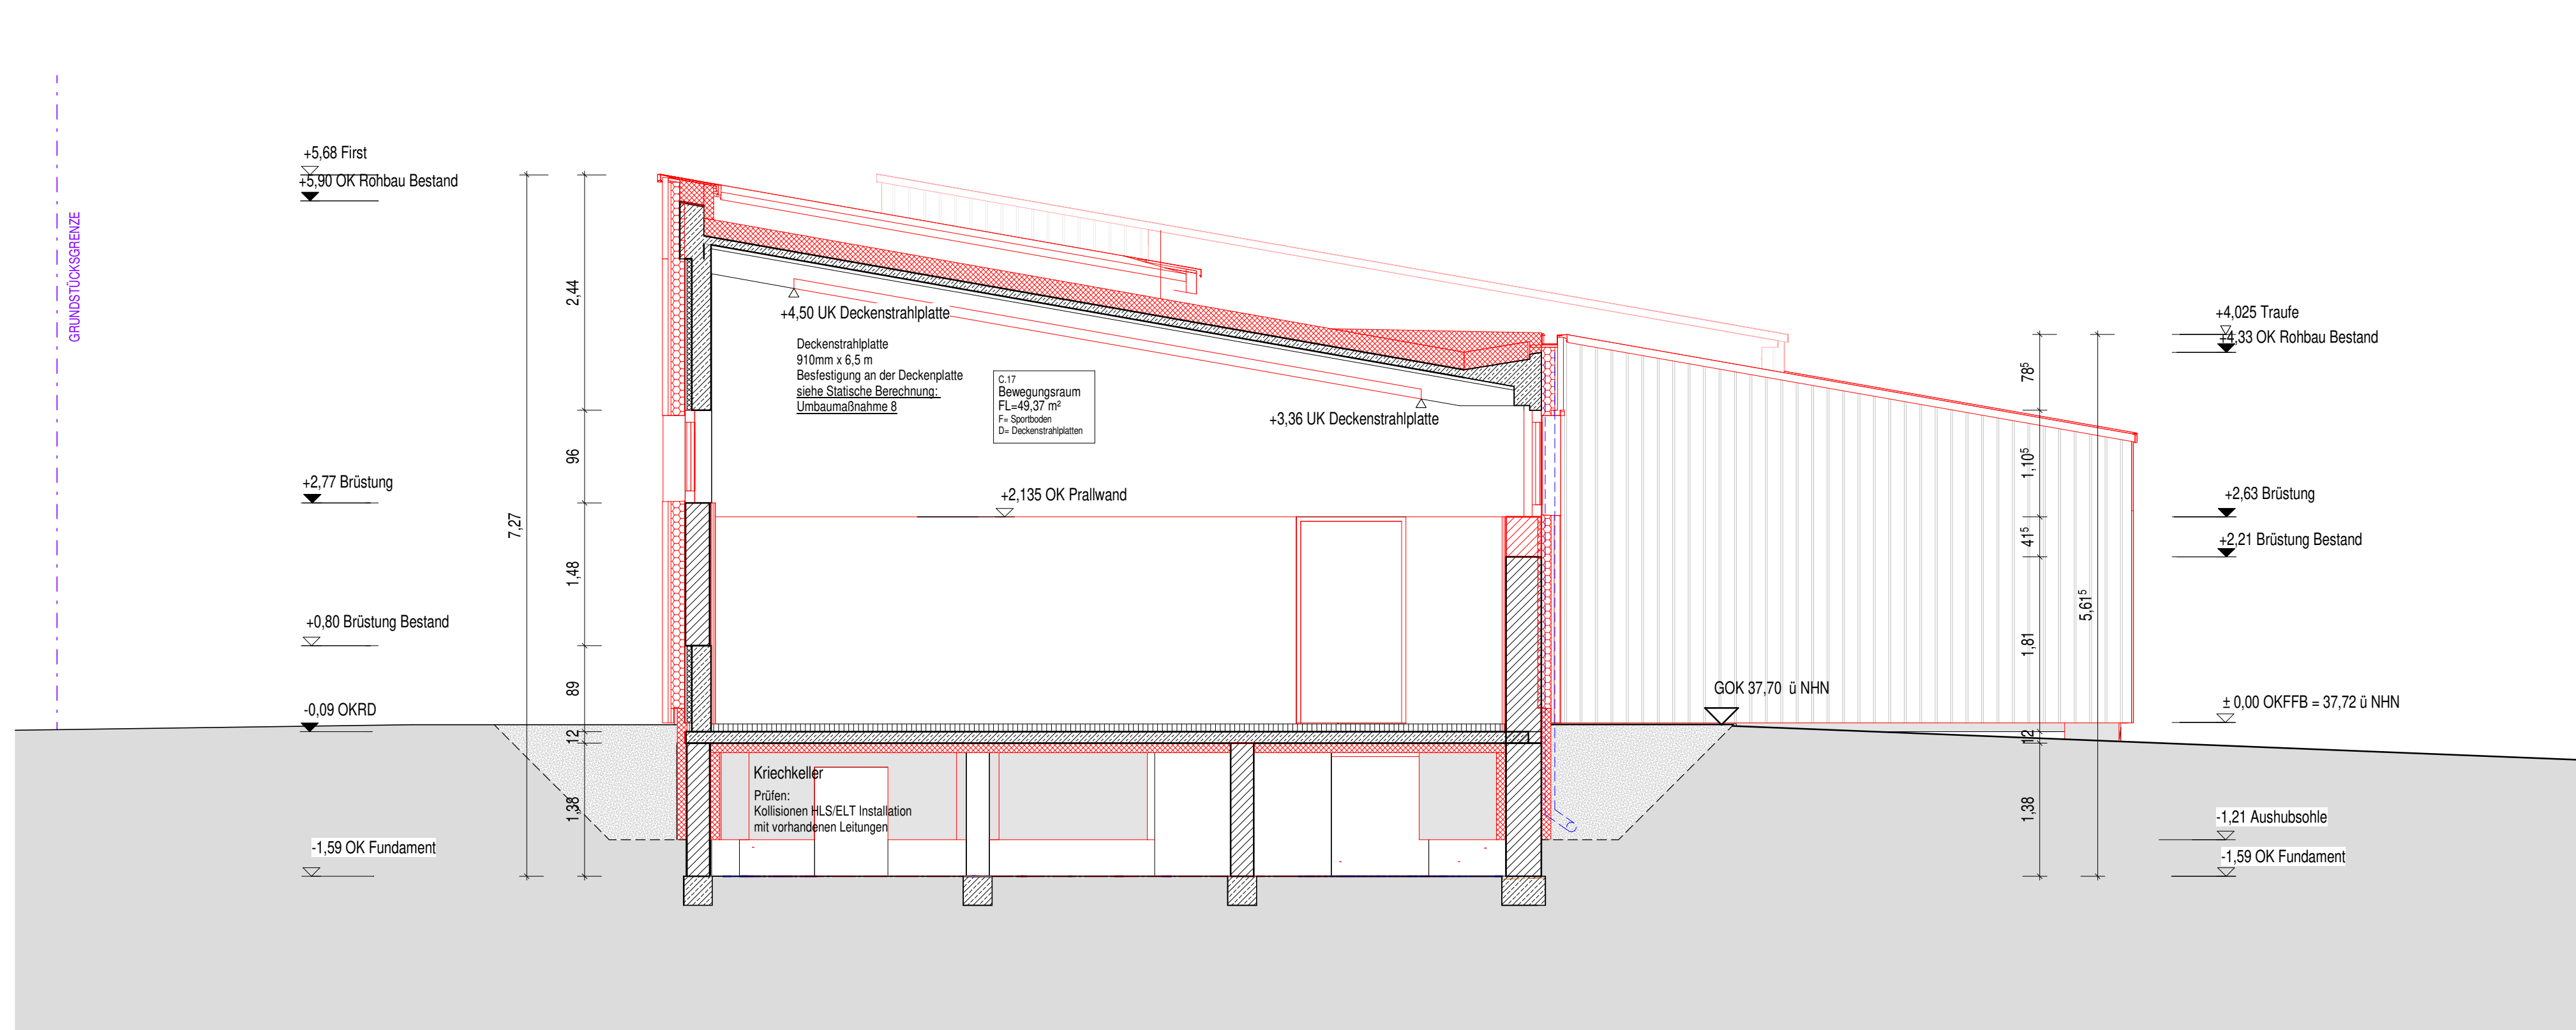 GRUNDSTÜCKSGRENZE
+5,68 First
+5,90 OK Rohbau Bestand
+2,77 Brüstung
+0,80 Brüstung Bestand
-0,09 OKRD
-1,59 OK Fundament
7,27
2,44
96
1,48
89
12
1,38
+4,50 UK Deckenstrahlplatte
Deckenstrahlplatte
910mm x 6,5 m
Besfestigung an der Deckenplatte
siehe Statische Berechnung:
Umbaumaßnahme 8
C.17
Bewegungsraum
FL=49,37 m²
F= Sportboden
D= Deckenstrahlplatten
+3,36 UK Deckenstrahlplatte
+2,135 OK Prallwand
Kriechkeller
Prüfen:
Kollisionen HLS/ELT Installation
mit vorhandenen Leitungen
GOK 37,70 ü NHN
78⁵
1,10⁵
41⁵
1,81
12
1,38
5,61⁵
+4,025 Traufe
+4,33 OK Rohbau Bestand
+2,63 Brüstung
+2,21 Brüstung Bestand
± 0,00 OKFFB = 37,72 ü NHN
-1,21 Aushubsohle
-1,59 OK Fundament